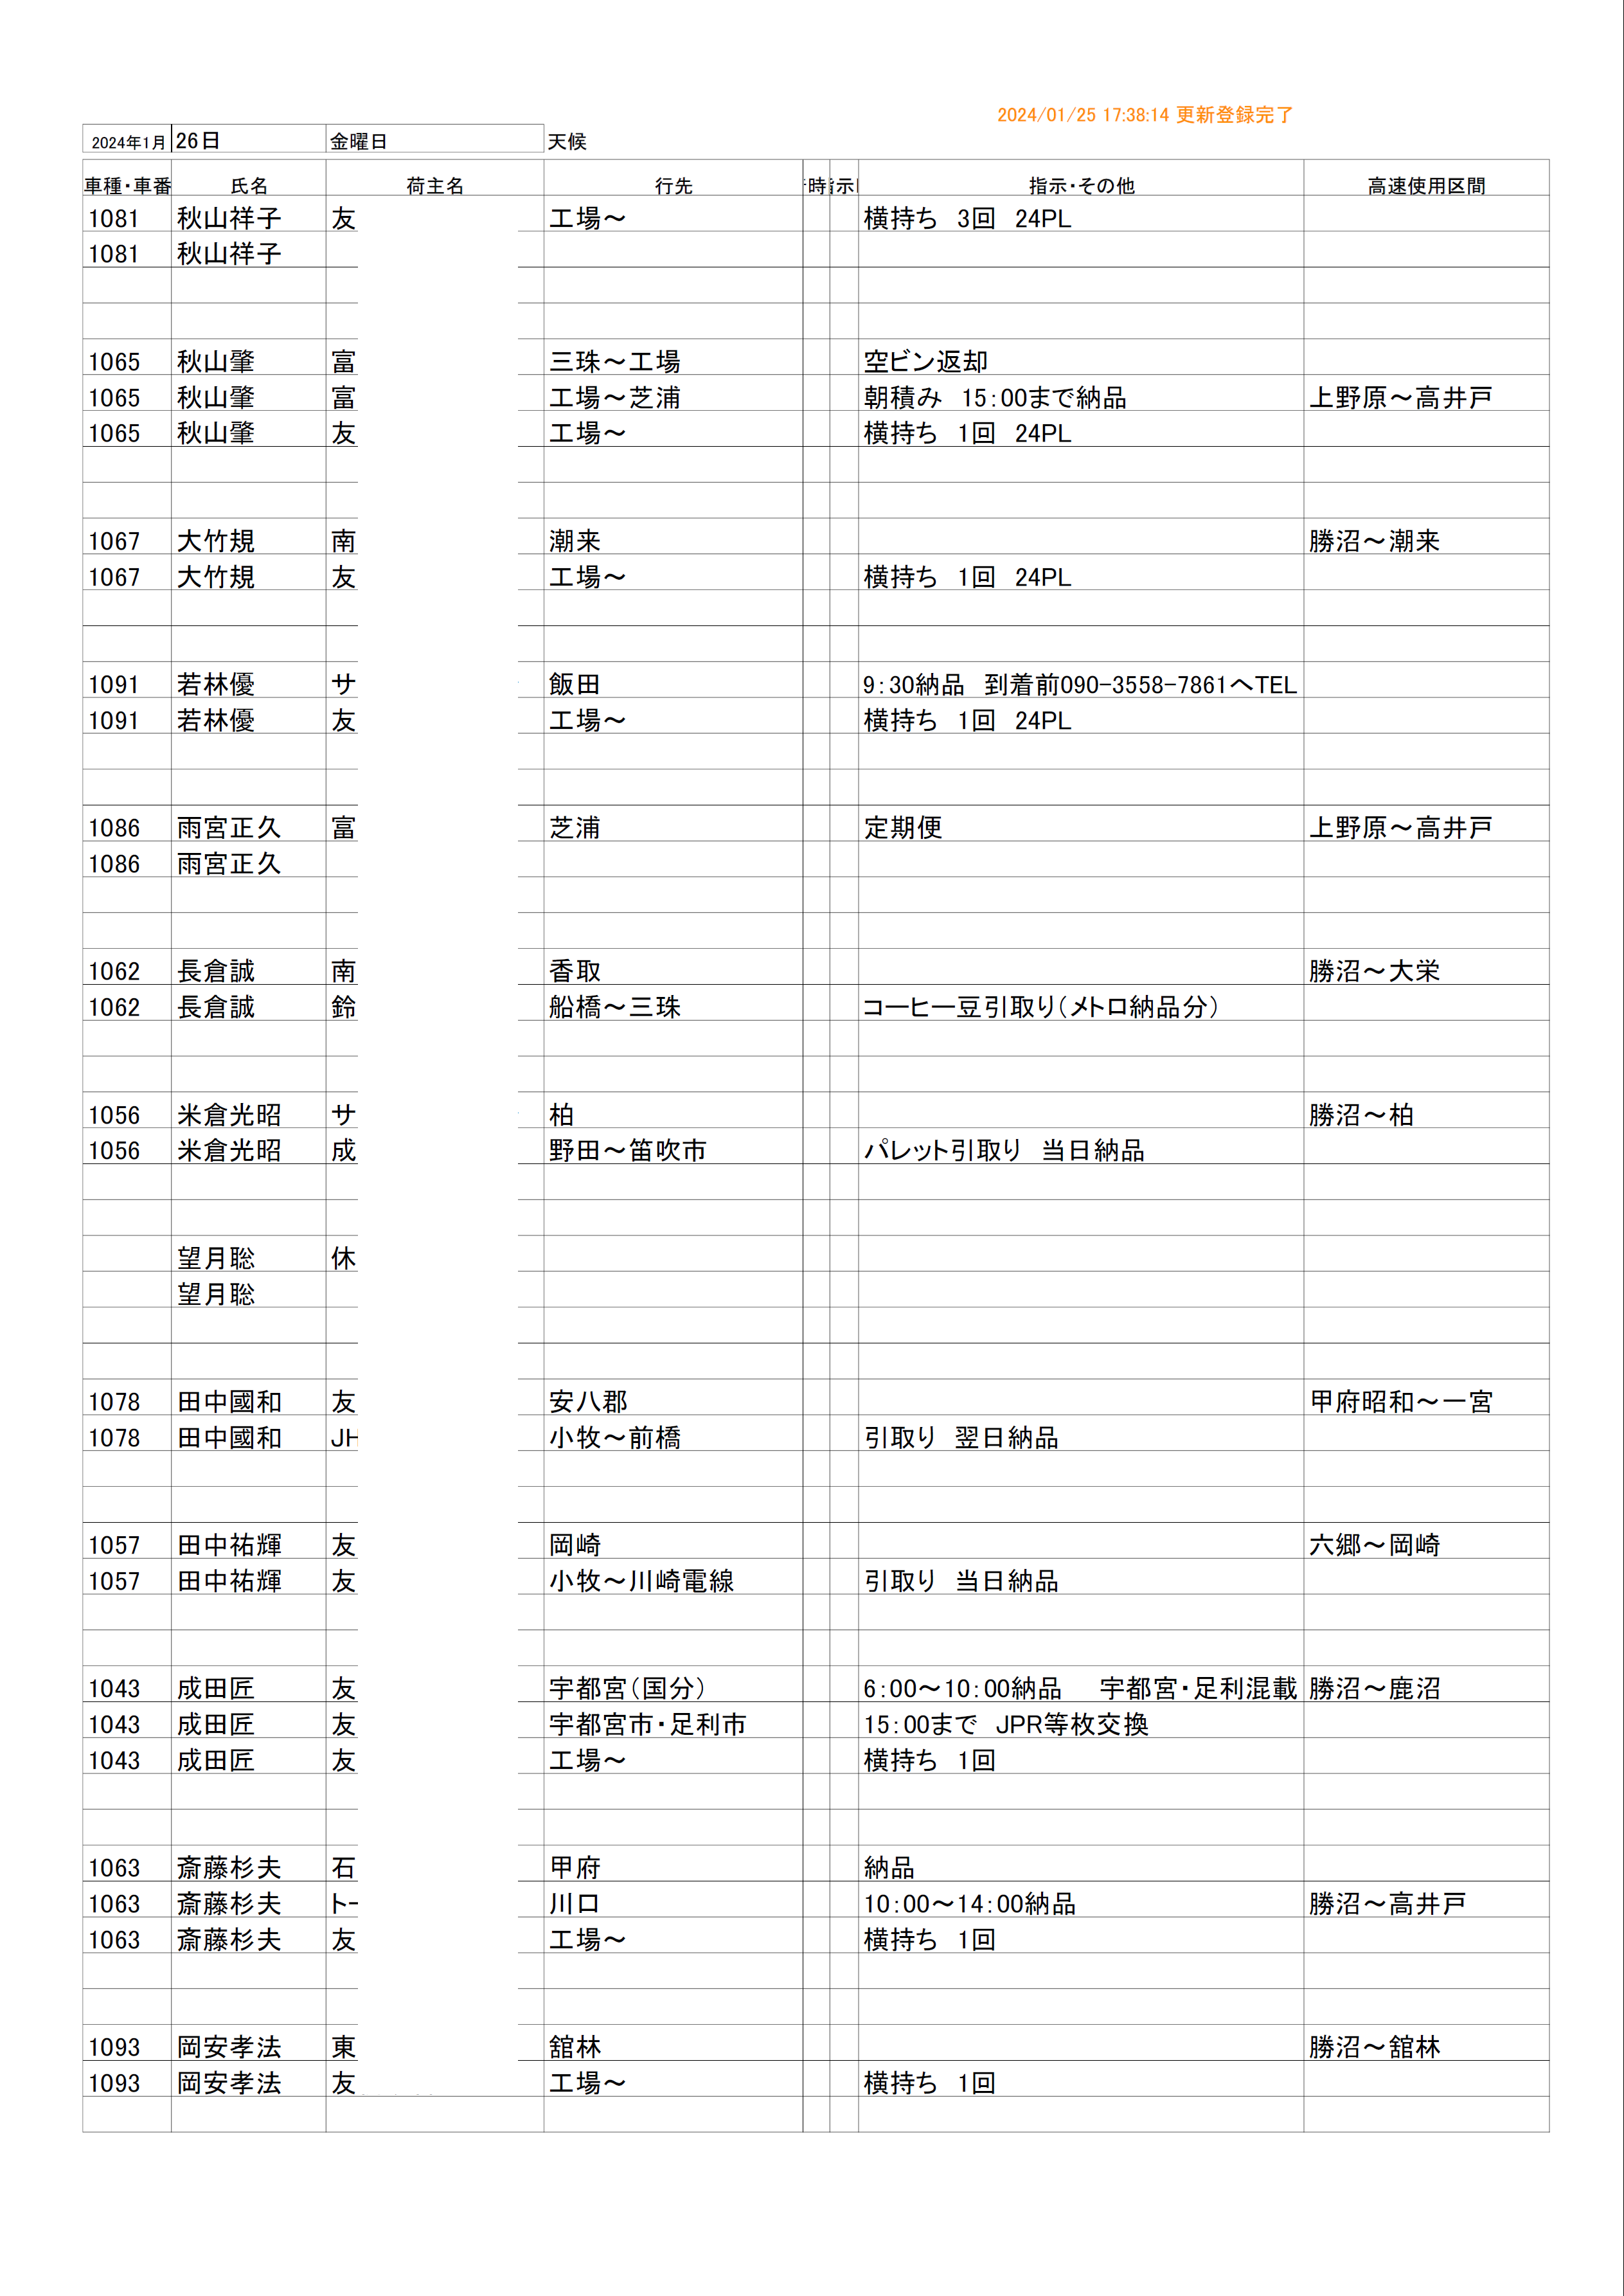 2024/01/25 17:38:14 更新登録完了
2024年1月 26日 金曜日 天候
車種・車番 氏名 荷主名 行先 時 指示 指示・その他 高速使用区間
1081 秋山祥子 友 工場～ 横持ち 3回 24PL
1081 秋山祥子
1065 秋山肇 富 三珠～工場 空ビン返却
1065 秋山肇 富 工場～芝浦 朝積み 15:00まで納品 上野原～高井戸
1065 秋山肇 友 工場～ 横持ち 1回 24PL
1067 大竹規 南 潮来 勝沼～潮来
1067 大竹規 友 工場～ 横持ち 1回 24PL
1091 若林優 サ 飯田 9:30納品 到着前090-3558-7861へTEL
1091 若林優 友 工場～ 横持ち 1回 24PL
1086 雨宮正久 富 芝浦 定期便 上野原～高井戸
1086 雨宮正久
1062 長倉誠 南 香取 勝沼～大栄
1062 長倉誠 鈴 船橋～三珠 コーヒー豆引取り(メトロ納品分)
1056 米倉光昭 サ 柏 勝沼～柏
1056 米倉光昭 成 野田～笛吹市 パレット引取り 当日納品
望月聡 休
望月聡
1078 田中國和 友 安八郡 甲府昭和～一宮
1078 田中國和 JH 小牧～前橋 引取り 翌日納品
1057 田中祐輝 友 岡崎 六郷～岡崎
1057 田中祐輝 友 小牧～川崎電線 引取り 当日納品
1043 成田匠 友 宇都宮(国分) 6:00～10:00納品 宇都宮・足利混載 勝沼～鹿沼
1043 成田匠 友 宇都宮市・足利市 15:00まで JPR等枚交換
1043 成田匠 友 工場～ 横持ち 1回
1063 斎藤杉夫 石 甲府 納品
1063 斎藤杉夫 トー 川口 10:00～14:00納品 勝沼～高井戸
1063 斎藤杉夫 友 工場～ 横持ち 1回
1093 岡安孝法 東 舘林 勝沼～舘林
1093 岡安孝法 友 工場～ 横持ち 1回